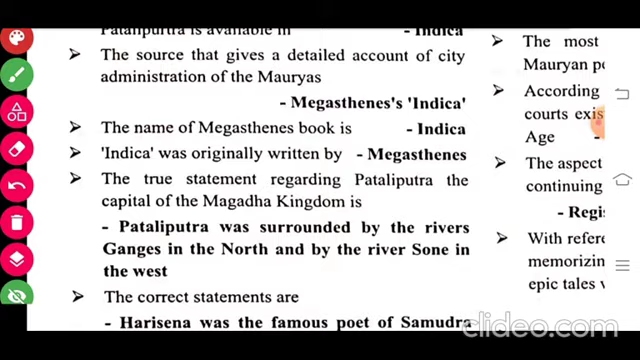 Patalipurtra is available in - Indica
➢ The source that gives a detailed account of city
administration of the Mauryas
- Megasthenes's 'Indica'
➢ The name of Megasthenes book is - Indica
➢ 'Indica' was originally written by - Megasthenes
➢ The true statement regarding Pataliputra the
capital of the Magadha Kingdom is
- Pataliputra was surrounded by the rivers
Ganges in the North and by the river Sone in
the west
➢ The correct statements are
- Harisena was the famous poet of Samudra
➢ The most
Mauryan pe
➢ According
courts exis
Age -
➢ The aspect
continuing
- Regis
➢ With refere
memorizin
epic tales v
clideo.com